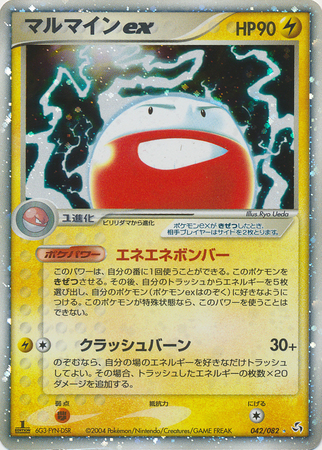 マルマインex HP90
Illus.Ryo Ueda
1進化 ビリリダマから進化
ポケモンexがきぜつしたとき、
相手プレイヤーはサイドを2枚とります。
ポケパワー エネエネボンバー
このパワーは、自分の番に1回使うことができる。このポケモンを
きぜつさせる。その後、自分のトラッシュからエネルギーを5枚
選び出し、自分のポケモン(ポケモンexはのぞく)に好きなようにつ
ける。このポケモンが特殊状態なら、このパワーは使うことは
できない。
クラッシュバーン 30+
のぞむなら、自分の場のエネルギーを好きなだけトラッシュし
てよい。その場合、トラッシュしたエネルギーの枚数×20
ダメージを追加。
弱点 抵抗力 にげる
1 EDITION 6G3-FYN-DSR ©2004 Pokémon/Nintendo/Creatures/GAME FREAK 042/082